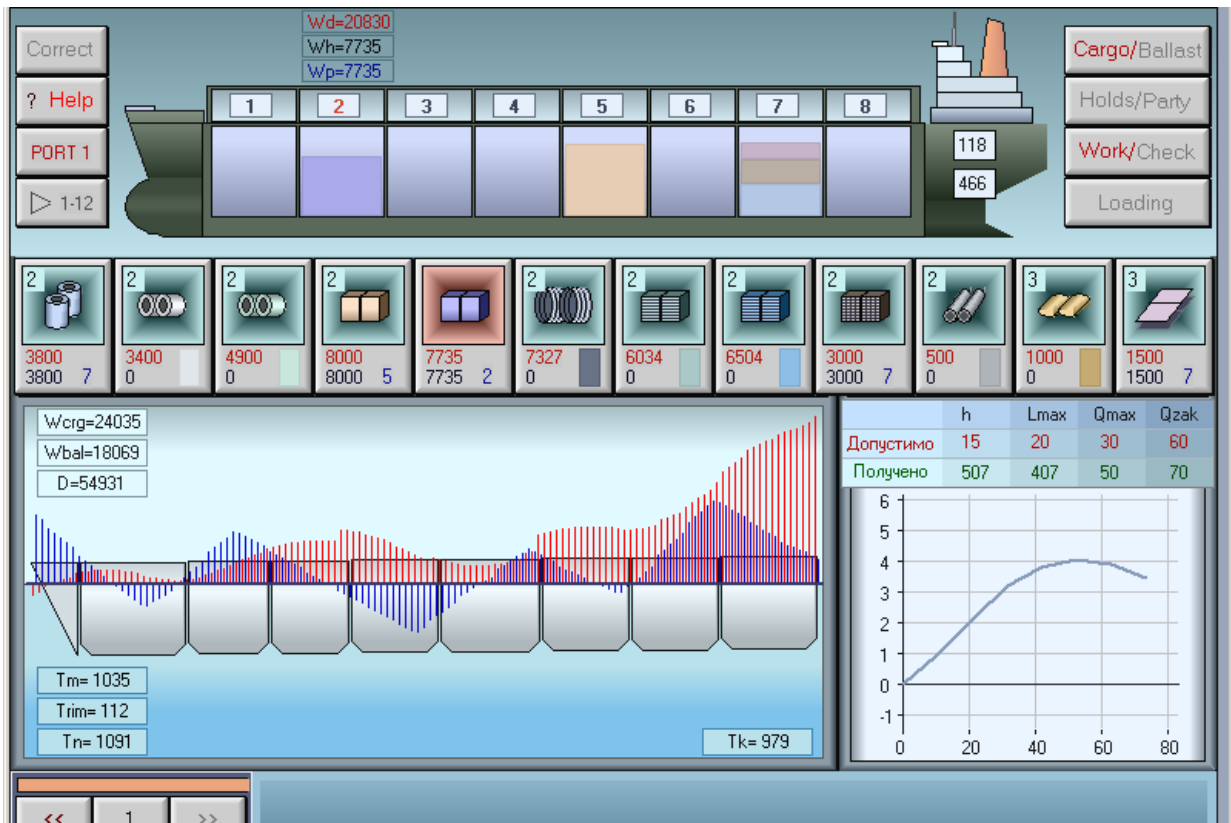 Correct
? Help
PORT 1
1-12
Wd=20830
Wh=7735
Wp=7735
1 2 3 4 5 6 7 8
118
466
Cargo/Ballast
Holds/Party
Work/Check
Loading
2 2 2 2 2 2 2 2 2 2 3 3
3800 3400 4900 8000 7735 7327 6034 6504 3000 500 1000 1500
3800 7 0 0 8000 5 7735 2 0 0 0 3000 7 0 0 1500 7
Wcrg=24035
Wbal=18069
D=54931
Tm= 1035
Trim= 112
Tn= 1091
Tk= 979
h Lmax Qmax Qzak
Допустимо 15 20 30 60
Получено 507 407 50 70
6
5
4
3
2
1
0
-1
0 20 40 60 80
<< 1 >>